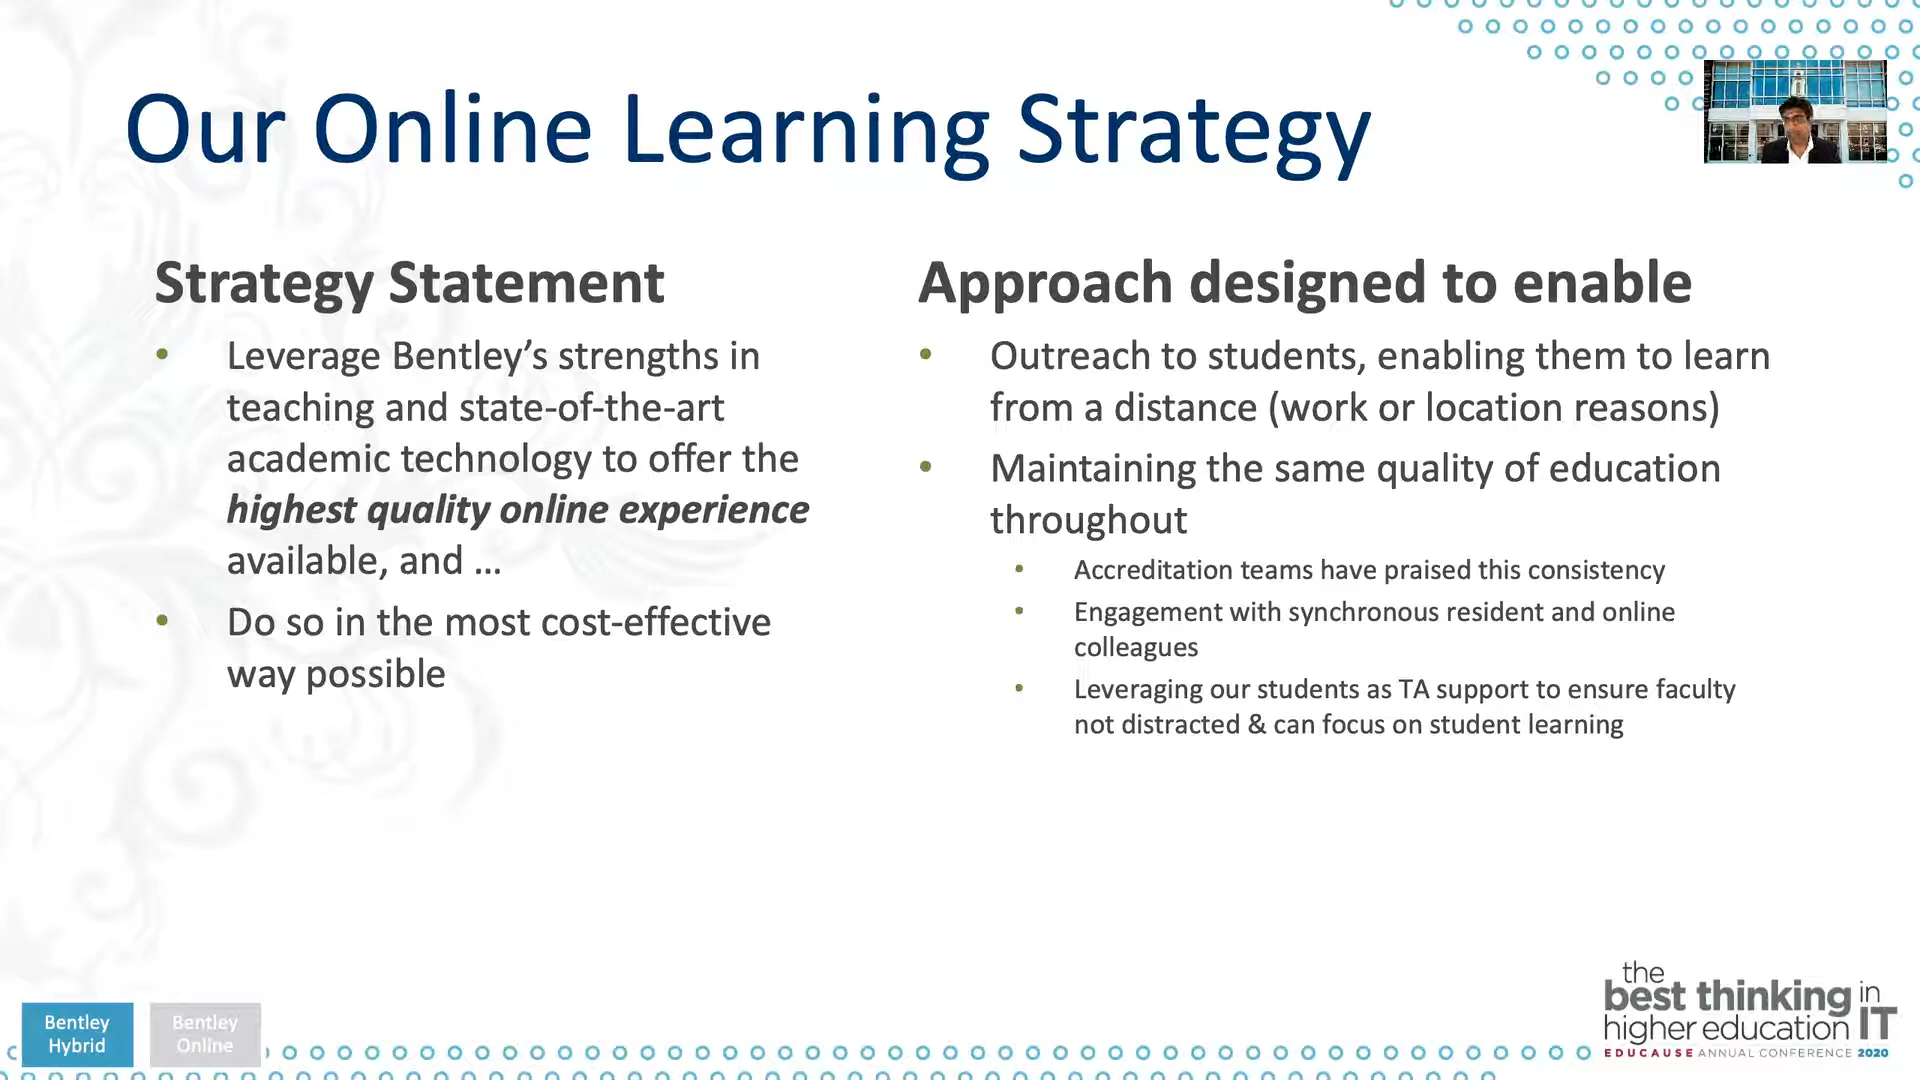 Our Online Learning Strategy
Strategy Statement
• Leverage Bentley’s strengths in
teaching and state-of-the-art
academic technology to offer the
highest quality online experience
available, and ...
• Do so in the most cost-effective
way possible
Approach designed to enable
• Outreach to students, enabling them to learn
from a distance (work or location reasons)
• Maintaining the same quality of education
throughout
• Accreditation teams have praised this consistency
• Engagement with synchronous resident and online
colleagues
• Leveraging our students as TA support to ensure faculty
not distracted & can focus on student learning
Bentley
Hybrid
Bentley
Online
the
best thinking in
higher education IT
EDUCAUSE ANNUAL CONFERENCE 2020